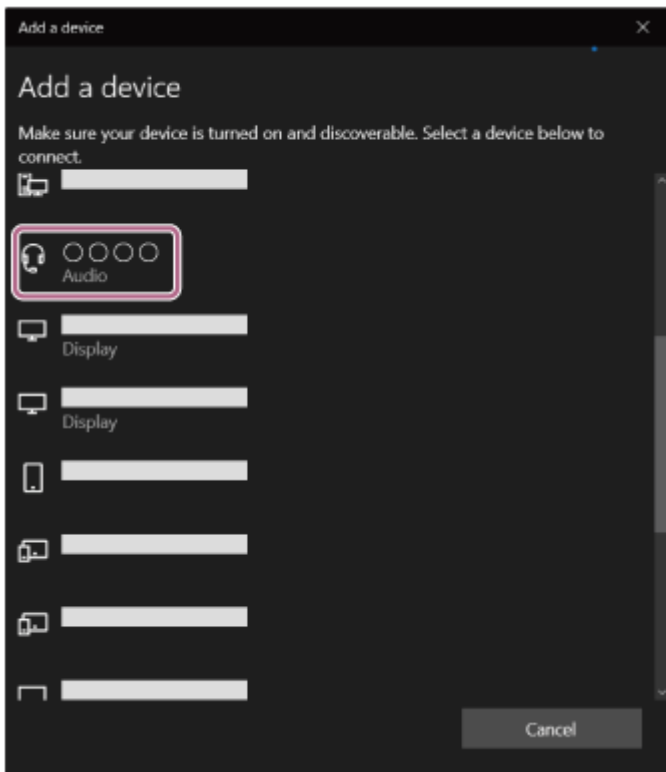 Add a device
Add a device
Make sure your device is turned on and discoverable. Select a device below to
connect.
○○○○
Audio
Display
Display
Cancel